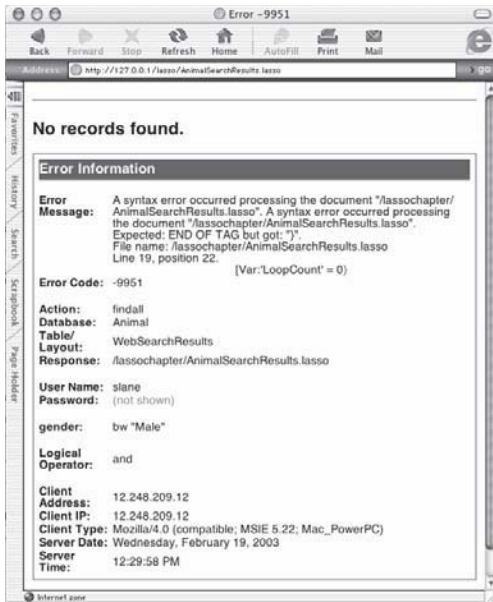 Error -9951
Back Forward Stop Refresh Home AutoFill Print Mail
Address: http://127.0.0.1/lasso/AnimalSearchResults.lasso go
Favorites
History
Search
Scrapbook
Page Holder
No records found.
Error Information
Error Message: A syntax error occurred processing the document "/lassochapter/
AnimalSearchResults.lasso". A syntax error occurred processing
the document "/lassochapter/AnimalSearchResults.lasso".
Expected: END OF TAG but got: ")".
File name: /lassochapter/AnimalSearchResults.lasso
Line 19, position 22.
[Var:'LoopCount' = 0)
Error Code: -9951
Action: findall
Database: Animal
Table/ Layout: WebSearchResults
Response: /lassochapter/AnimalSearchResults.lasso
User Name: slane
Password: (not shown)
gender: bw "Male"
Logical Operator: and
Client Address: 12.248.209.12
Client IP: 12.248.209.12
Client Type: Mozilla/4.0 (compatible; MSIE 5.22; Mac_PowerPC)
Server Date: Wednesday, February 19, 2003
Server Time: 12:29:58 PM
Internet zone